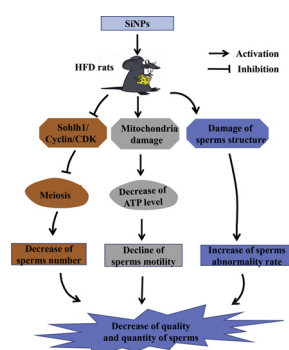 SiNPs
Activation
HFD rats
Inhibition
Sohlh1/
Cyclin/CDK
Mitochondria
damage
Damage of
sperms structure
Meiosis
Decrease of
ATP level
Decrease of
sperms number
Decline of
sperms motility
Increase of sperms
abnormality rate
Decrease of quality
and quantity of sperms